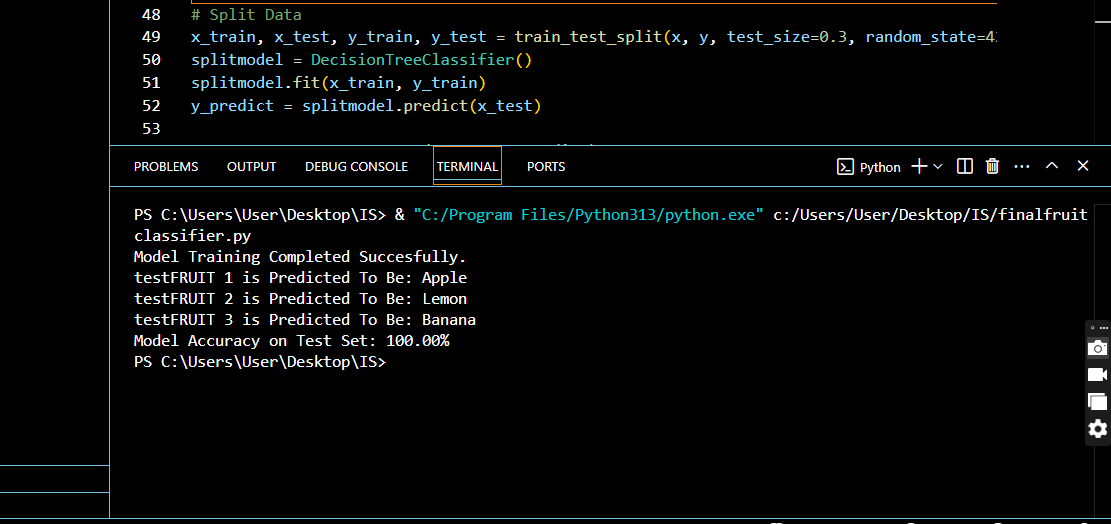 48 # Split Data
49 x_train, x_test, y_train, y_test = train_test_split(x, y, test_size=0.3, random_state=42
50 splitmodel = DecisionTreeClassifier()
51 splitmodel.fit(x_train, y_train)
52 y_predict = splitmodel.predict(x_test)
53
PROBLEMS OUTPUT DEBUG CONSOLE TERMINAL PORTS Python
PS C:\Users\User\Desktop\IS> & "C:/Program Files/Python313/python.exe" c:/Users/User/Desktop/IS/finalfruit
classifier.py
Model Training Completed Succesfully.
testFRUIT 1 is Predicted To Be: Apple
testFRUIT 2 is Predicted To Be: Lemon
testFRUIT 3 is Predicted To Be: Banana
Model Accuracy on Test Set: 100.00%
PS C:\Users\User\Desktop\IS>